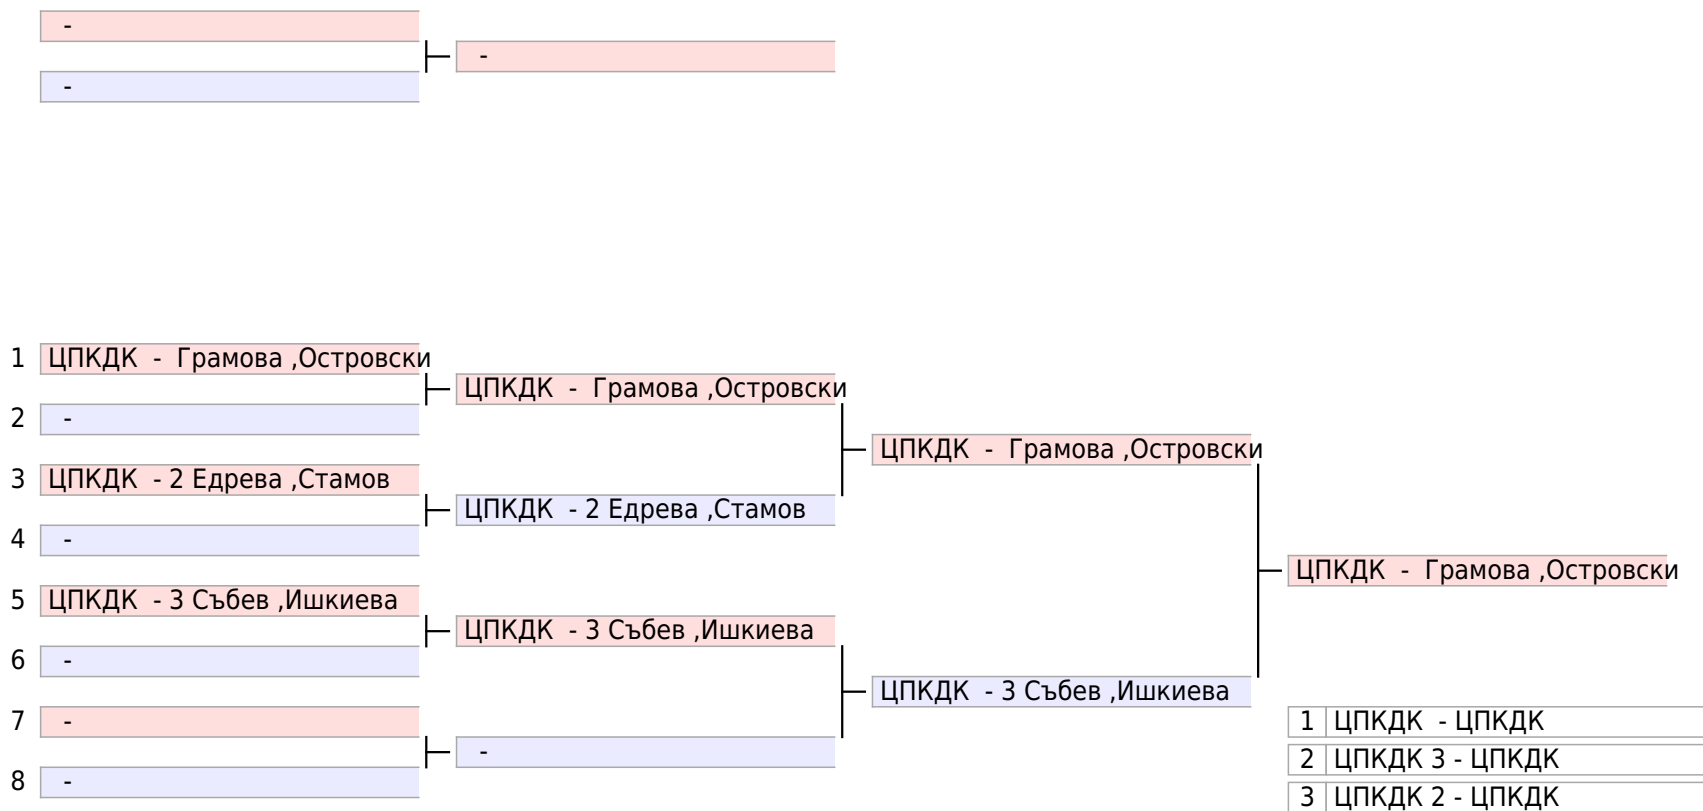 -
-
-
1 ЦПКДК - Грамова ,Островски
ЦПКДК - Грамова ,Островски
2 -
ЦПКДК - Грамова ,Островски
3 ЦПКДК - 2 Едрева ,Стамов
ЦПКДК - 2 Едрева ,Стамов
4 -
ЦПКДК - Грамова ,Островски
5 ЦПКДК - 3 Събев ,Ишкиева
ЦПКДК - 3 Събев ,Ишкиева
6 -
ЦПКДК - 3 Събев ,Ишкиева
7 -
1 ЦПКДК - ЦПКДК
-
2 ЦПКДК 3 - ЦПКДК
8 -
3 ЦПКДК 2 - ЦПКДК